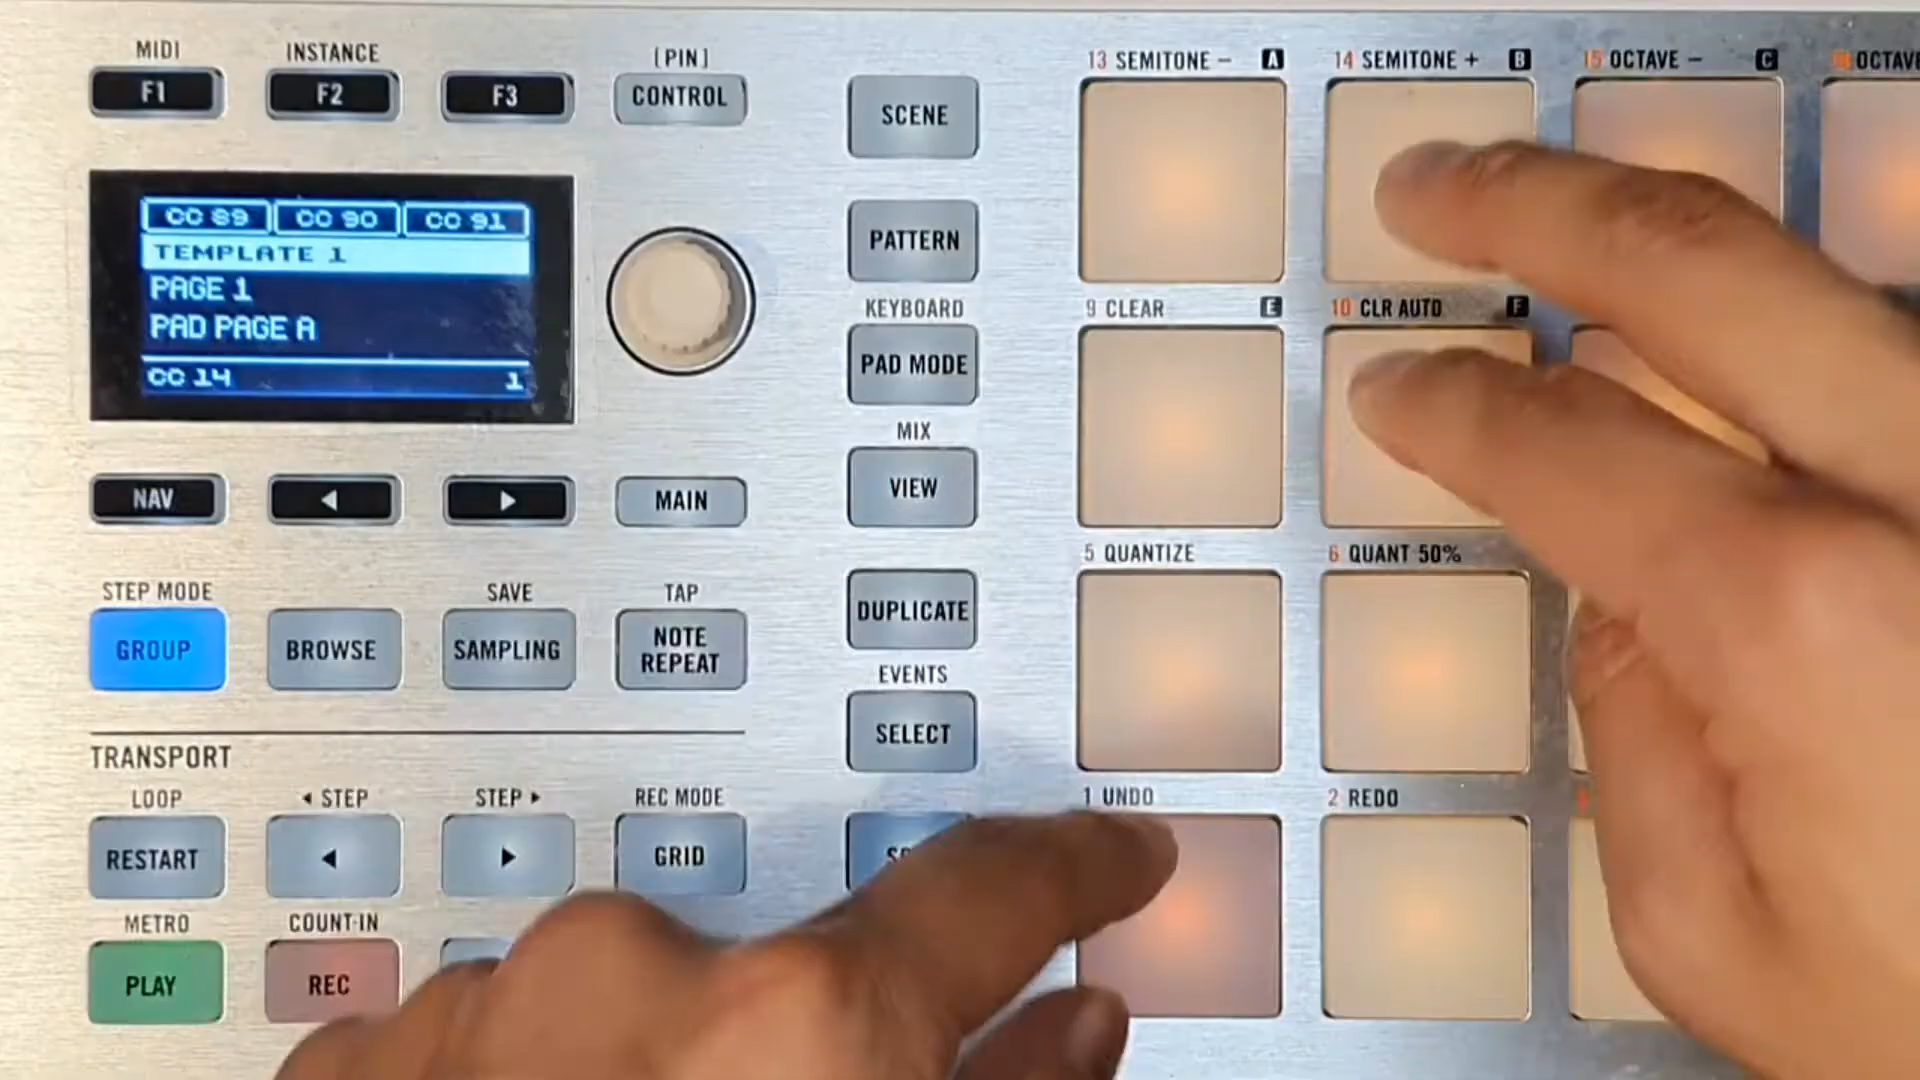 MIDI
F1
INSTANCE
F2
F3
[PIN]
CONTROL
CC 89 CC 90 CC 91
TEMPLATE 1
PAGE 1
PAD PAGE A
CC 14 1
NAV
◀
▶
MAIN
STEP MODE
GROUP
BROWSE
SAVE
SAMPLING
TAP
NOTE
REPEAT
TRANSPORT
LOOP
RESTART
◀ STEP
◀
STEP ▶
▶
REC MODE
GRID
METRO
PLAY
COUNT-IN
REC
SCENE
PATTERN
KEYBOARD
PAD MODE
MIX
VIEW
DUPLICATE
EVENTS
SELECT
13 SEMITONE − A
14 SEMITONE + B
15 OCTAVE − C
OCTAVE
9 CLEAR E
10 CLR AUTO F
5 QUANTIZE
6 QUANT 50%
1 UNDO
2 REDO